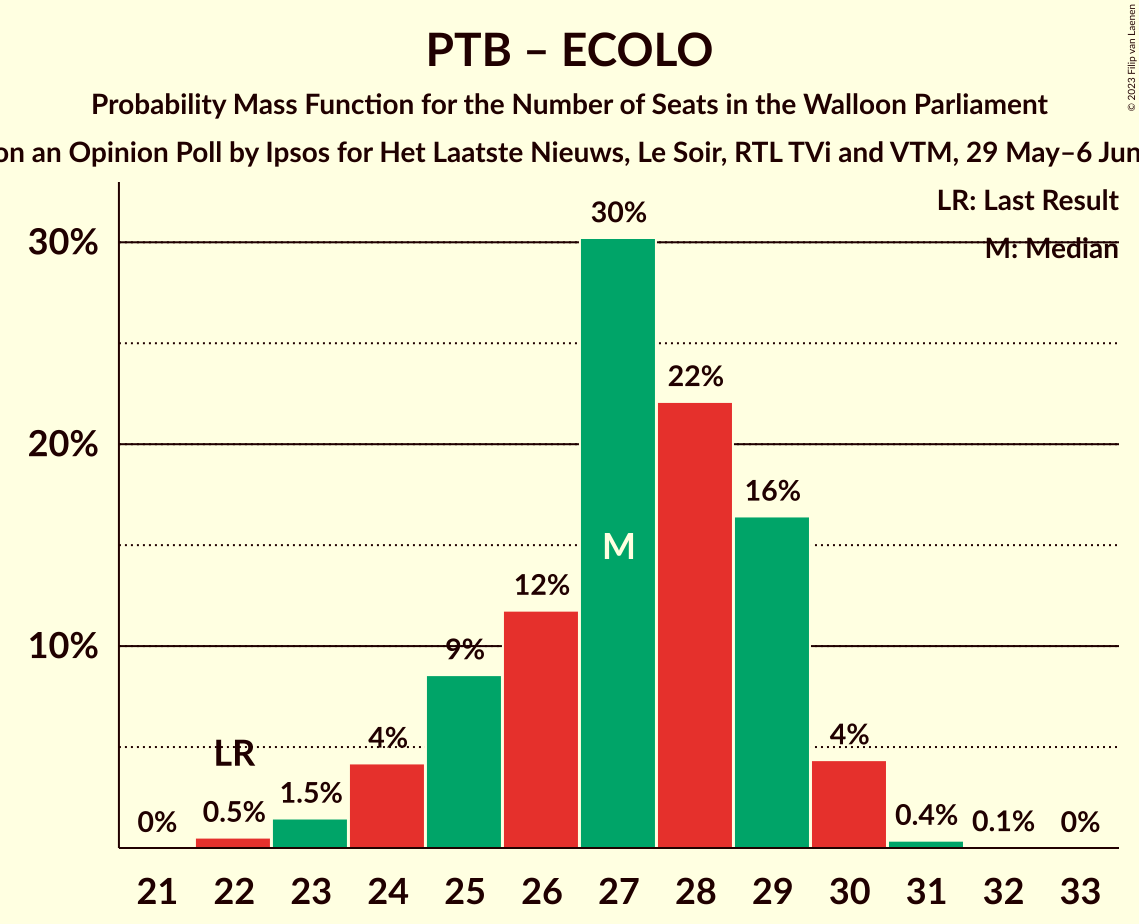 PTB – ECOLO
Probability Mass Function for the Number of Seats in the Walloon Parliament
on an Opinion Poll by Ipsos for Het Laatste Nieuws, Le Soir, RTL TVi and VTM, 29 May–6 Jun
© 2023 Filip van Laenen
LR: Last Result
M: Median
30%
20%
10%
0%
0.5%
LR
1.5%
4%
9%
12%
30%
M
22%
16%
4%
0.4%
0.1%
0%
21 22 23 24 25 26 27 28 29 30 31 32 33